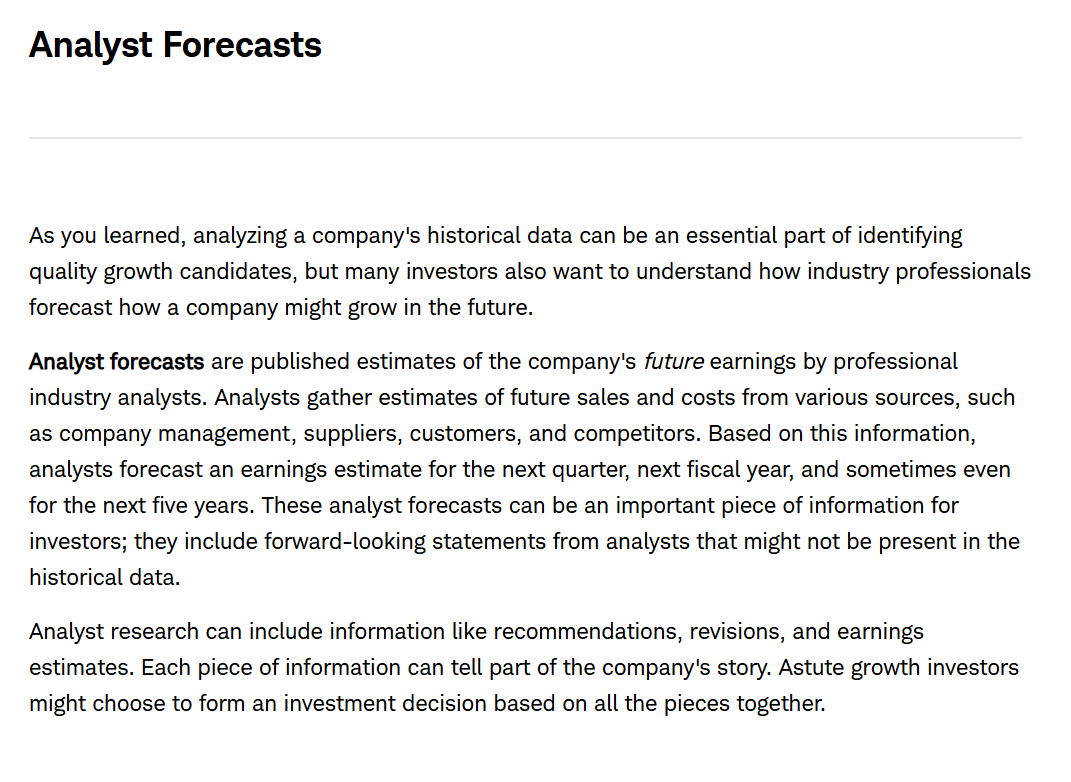 Analyst Forecasts
As you learned, analyzing a company's historical data can be an essential part of identifying
quality growth candidates, but many investors also want to understand how industry professionals
forecast how a company might grow in the future.
Analyst forecasts are published estimates of the company's future earnings by professional
industry analysts. Analysts gather estimates of future sales and costs from various sources, such
as company management, suppliers, customers, and competitors. Based on this information,
analysts forecast an earnings estimate for the next quarter, next fiscal year, and sometimes even
for the next five years. These analyst forecasts can be an important piece of information for
investors; they include forward-looking statements from analysts that might not be present in the
historical data.
Analyst research can include information like recommendations, revisions, and earnings
estimates. Each piece of information can tell part of the company's story. Astute growth investors
might choose to form an investment decision based on all the pieces together.